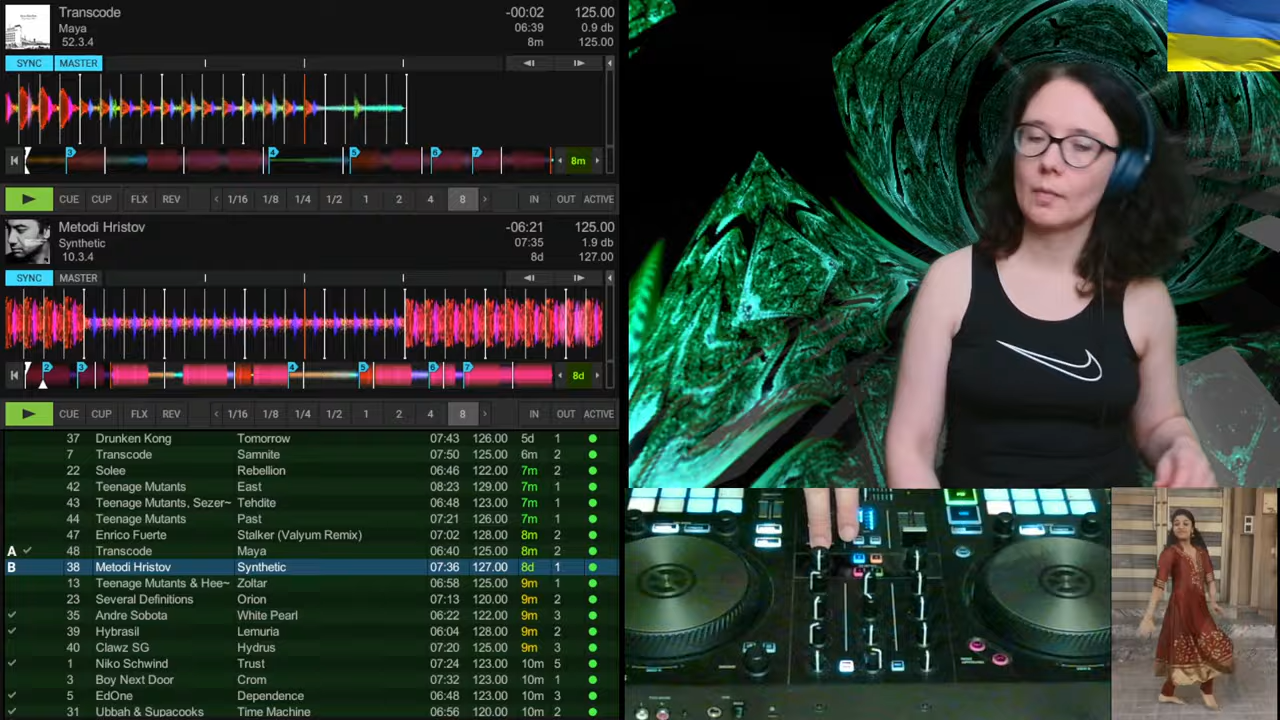 Transcode -00:02 125.00
Maya 06:39 0.9 db
52.3.4 8m 125.00
SYNC MASTER
3 4 5 6 7 8m
CUE CUP FLX REV 1/16 1/8 1/4 1/2 1 2 4 8 IN OUT ACTIVE
Metodi Hristov -06:21 125.00
Synthetic 07:35 1.9 db
10.3.4 8d 127.00
SYNC MASTER
2 3 4 5 6 7 8d
CUE CUP FLX REV 1/16 1/8 1/4 1/2 1 2 4 8 IN OUT ACTIVE
37 Drunken Kong Tomorrow 07:43 126.00 5d 1
7 Transcode Samnite 07:50 125.00 6m 2
22 Solee Rebellion 06:46 122.00 7m 2
42 Teenage Mutants East 08:23 129.00 7m 1
43 Teenage Mutants, Sezer~ Tehdite 06:48 123.00 7m 1
44 Teenage Mutants Past 07:21 126.00 7m 1
47 Enrico Fuerte Stalker (Valyum Remix) 07:02 128.00 8m 2
A 48 Transcode Maya 06:40 125.00 8m 2
B 38 Metodi Hristov Synthetic 07:36 127.00 8d 1
13 Teenage Mutants & Hee~ Zoltar 06:58 125.00 9m 1
23 Several Definitions Orion 07:13 120.00 9m 2
35 Andre Sobota White Pearl 06:22 122.00 9m 3
39 Hybrasil Lemuria 06:04 128.00 9m 2
40 Clawz SG Hydrus 07:20 125.00 9m 3
1 Niko Schwind Trust 07:24 123.00 10m 5
3 Boy Next Door Crom 07:32 123.00 10m 1
5 EdOne Dependence 06:48 123.00 10m 3
31 Ubbah & Supacooks Time Machine 06:56 120.00 10m 2